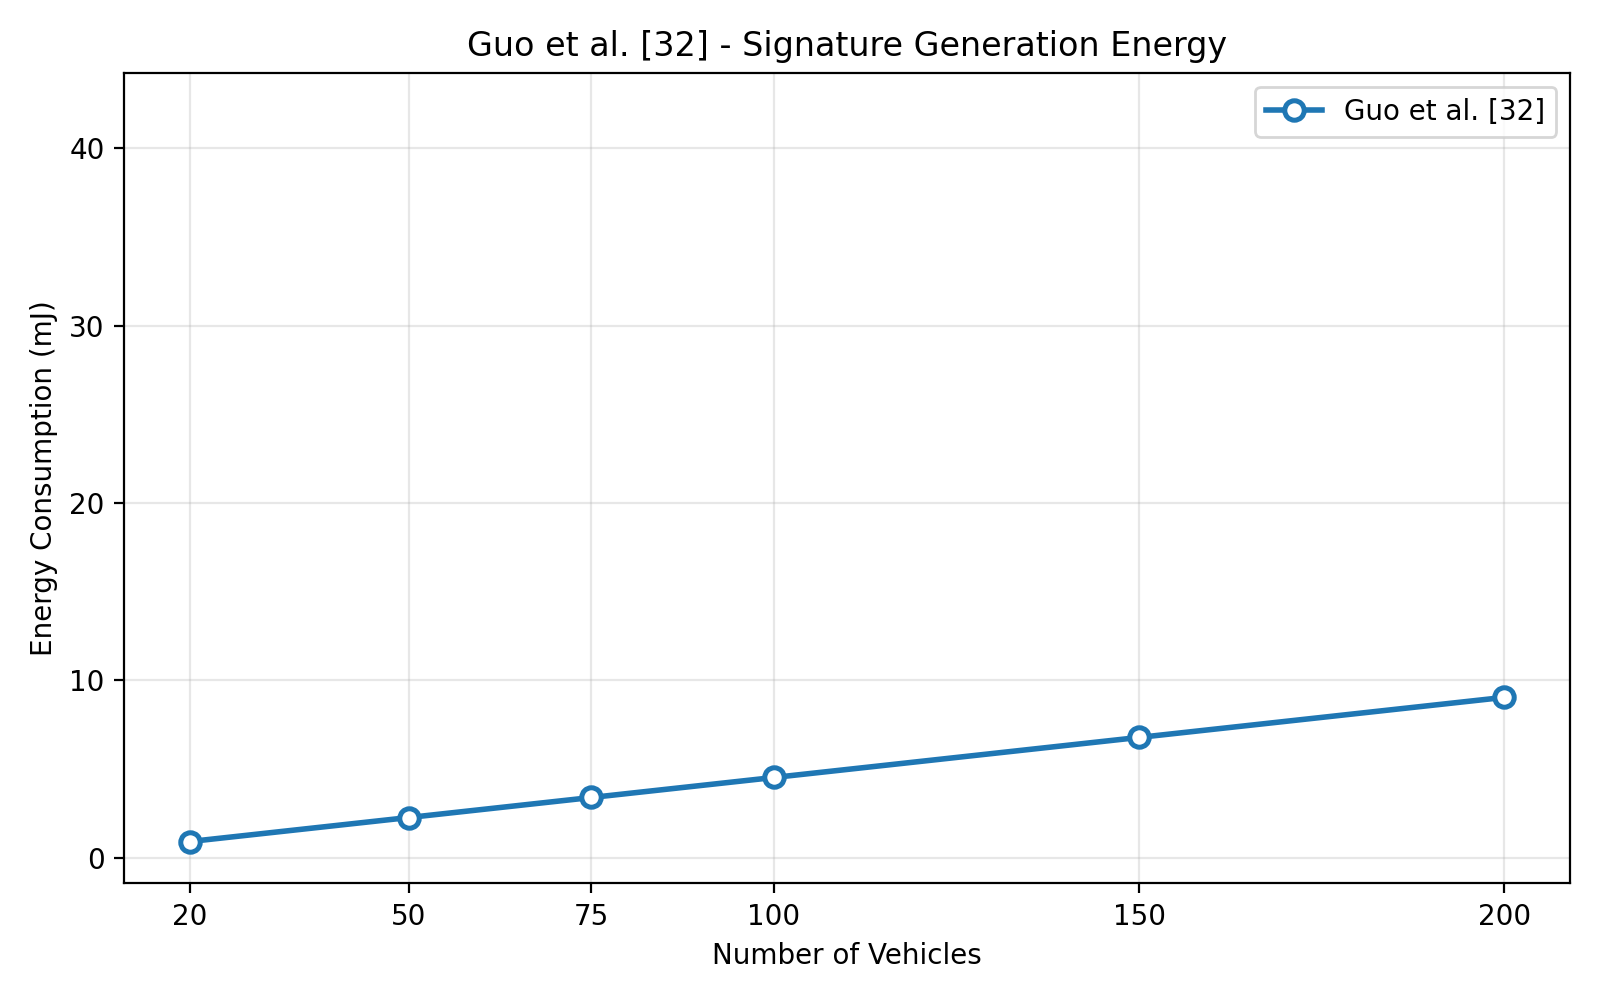 Guo et al. [32] - Signature Generation Energy
Guo et al. [32]
Energy Consumption (mJ)
40
30
20
10
0
20 50 75 100 150 200
Number of Vehicles